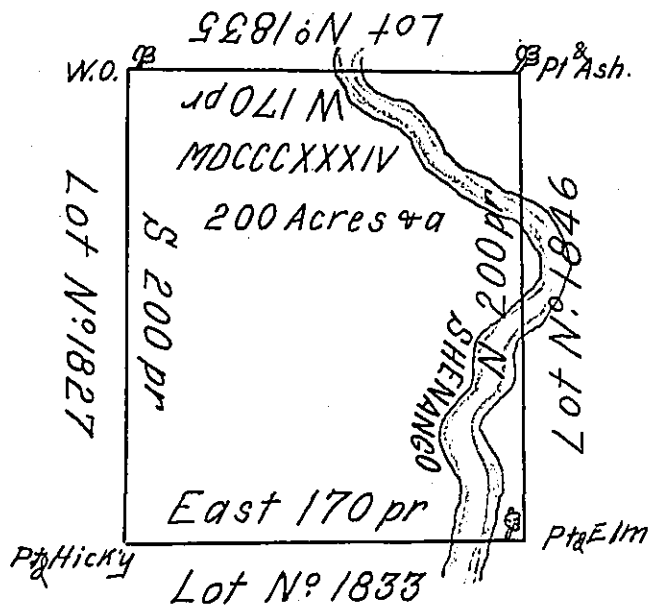 Lot Nº 1835
W.O.
Pt & Ash.
W 170 pr
MDCCCXXXIV
200 Acres & a
Lot Nº 1827
S 200 pr
N 200 pr
Lot Nº 1846
SHENANGO
East 170 pr
Pt & Hicky
Pt & Elm
Lot Nº 1833